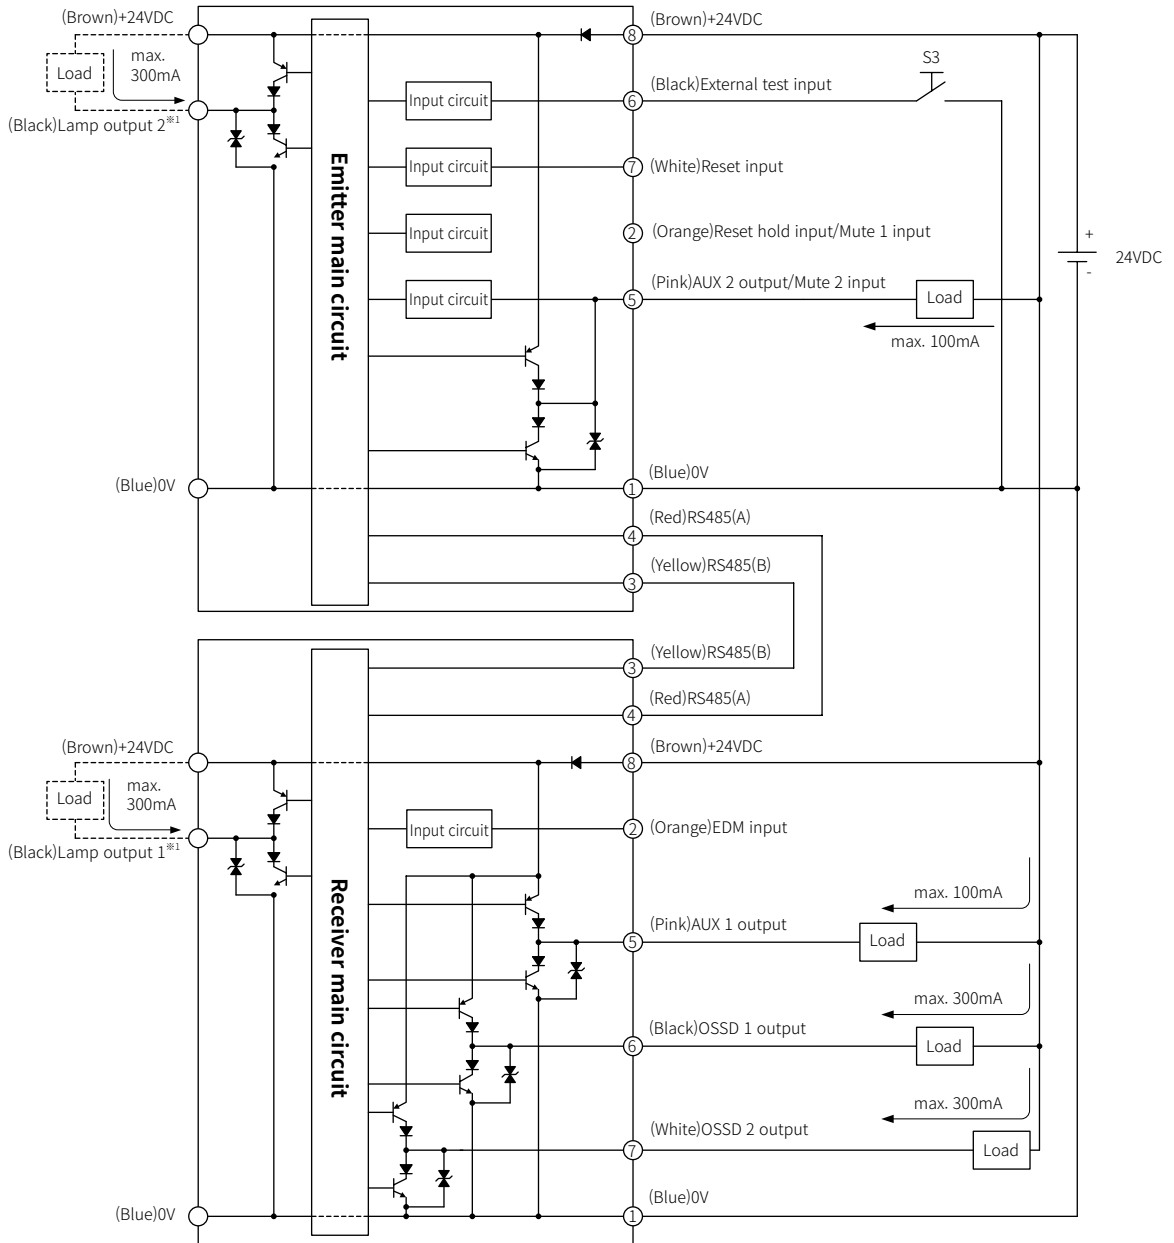 (Brown)+24VDC
(Brown)+24VDC
8
Load
max.
300mA
S3
(Black)External test input
Input circuit
6
(Black)Lamp output 2※1
Emitter main circuit
Input circuit
7
(White)Reset input
Input circuit
2
(Orange)Reset hold input/Mute 1 input
+
24VDC
-
(Pink)AUX 2 output/Mute 2 input
Input circuit
5
Load
max. 100mA
(Blue)0V
(Blue)0V
1
(Red)RS485(A)
4
(Yellow)RS485(B)
3
(Yellow)RS485(B)
3
(Red)RS485(A)
4
(Brown)+24VDC
(Brown)+24VDC
8
Load
max.
300mA
Input circuit
2
(Orange)EDM input
(Black)Lamp output 1※1
Receiver main circuit
max. 100mA
(Pink)AUX 1 output
5
Load
max. 300mA
(Black)OSSD 1 output
6
Load
max. 300mA
(White)OSSD 2 output
7
Load
(Blue)0V
(Blue)0V
1